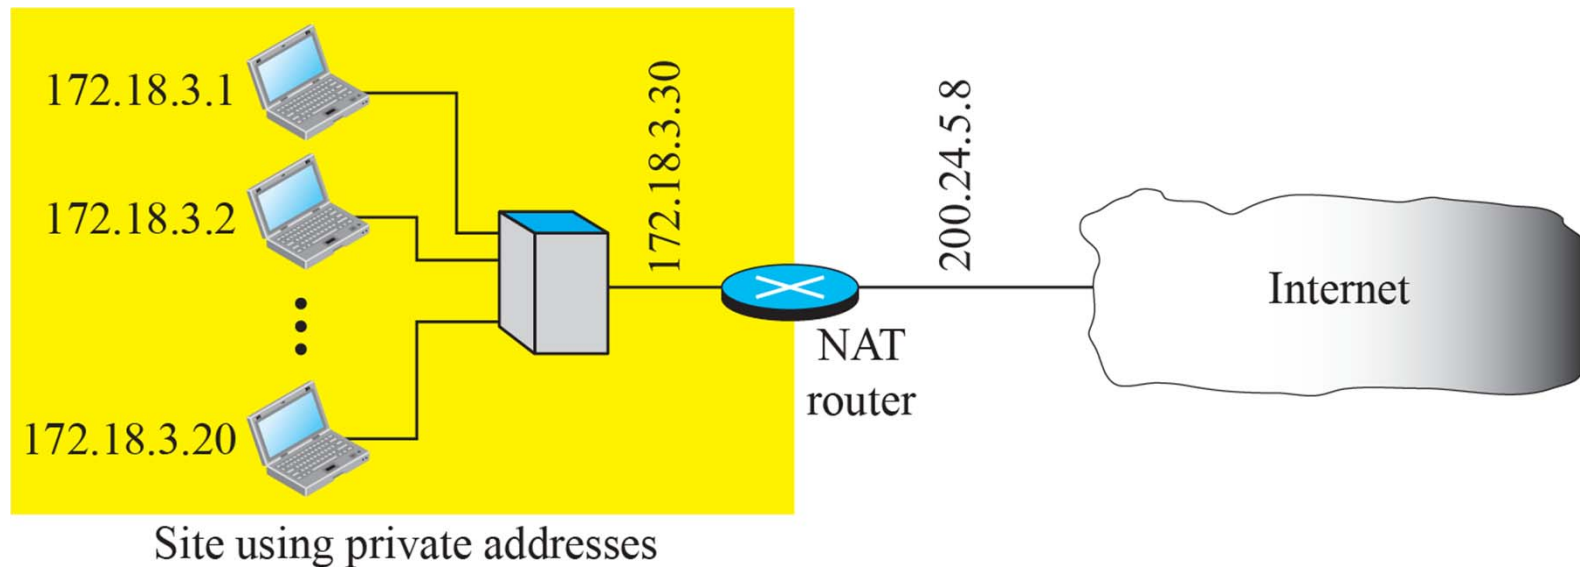 172.18.3.1
172.18.3.2
172.18.3.20
172.18.3.30
200.24.5.8
NAT
router
Internet
Site using private addresses